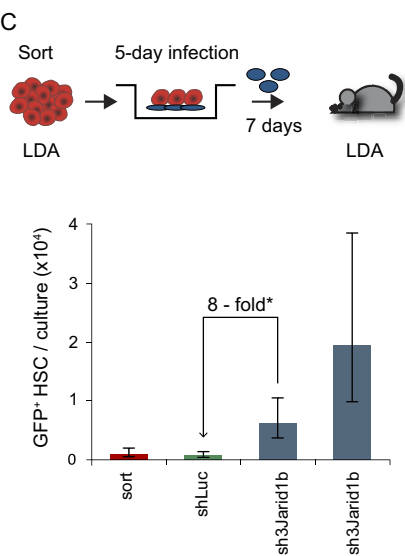 C
Sort
5-day infection
7 days
LDA
LDA
GFP⁺ HSC / culture (x10⁴)
4
3
2
1
0
8 - fold*
sort
shLuc
sh3Jarid1b
sh3Jarid1b